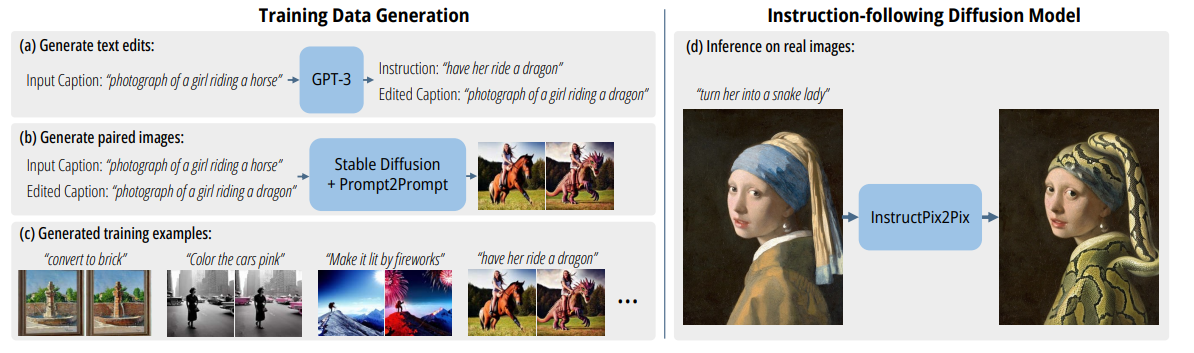 Training Data Generation
(a) Generate text edits:
Input Caption: “photograph of a girl riding a horse”
GPT-3
Instruction: “have her ride a dragon”
Edited Caption: “photograph of a girl riding a dragon”
(b) Generate paired images:
Input Caption: “photograph of a girl riding a horse”
Edited Caption: “photograph of a girl riding a dragon”
Stable Diffusion
+ Prompt2Prompt
(c) Generated training examples:
“convert to brick”
“Color the cars pink”
“Make it lit by fireworks”
“have her ride a dragon”
...
Instruction-following Diffusion Model
(d) Inference on real images:
“turn her into a snake lady”
InstructPix2Pix